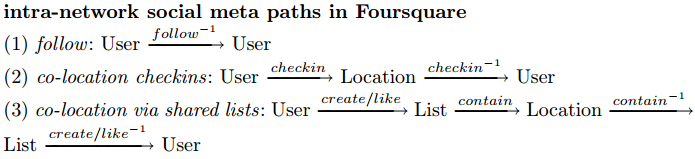 intra-network social meta paths in Foursquare
(1) follow: User —follow⁻¹→ User
(2) co-location checkins: User —checkin→ Location —checkin⁻¹→ User
(3) co-location via shared lists: User —create/like→ List —contain→ Location —contain⁻¹→
List —create/like⁻¹→ User